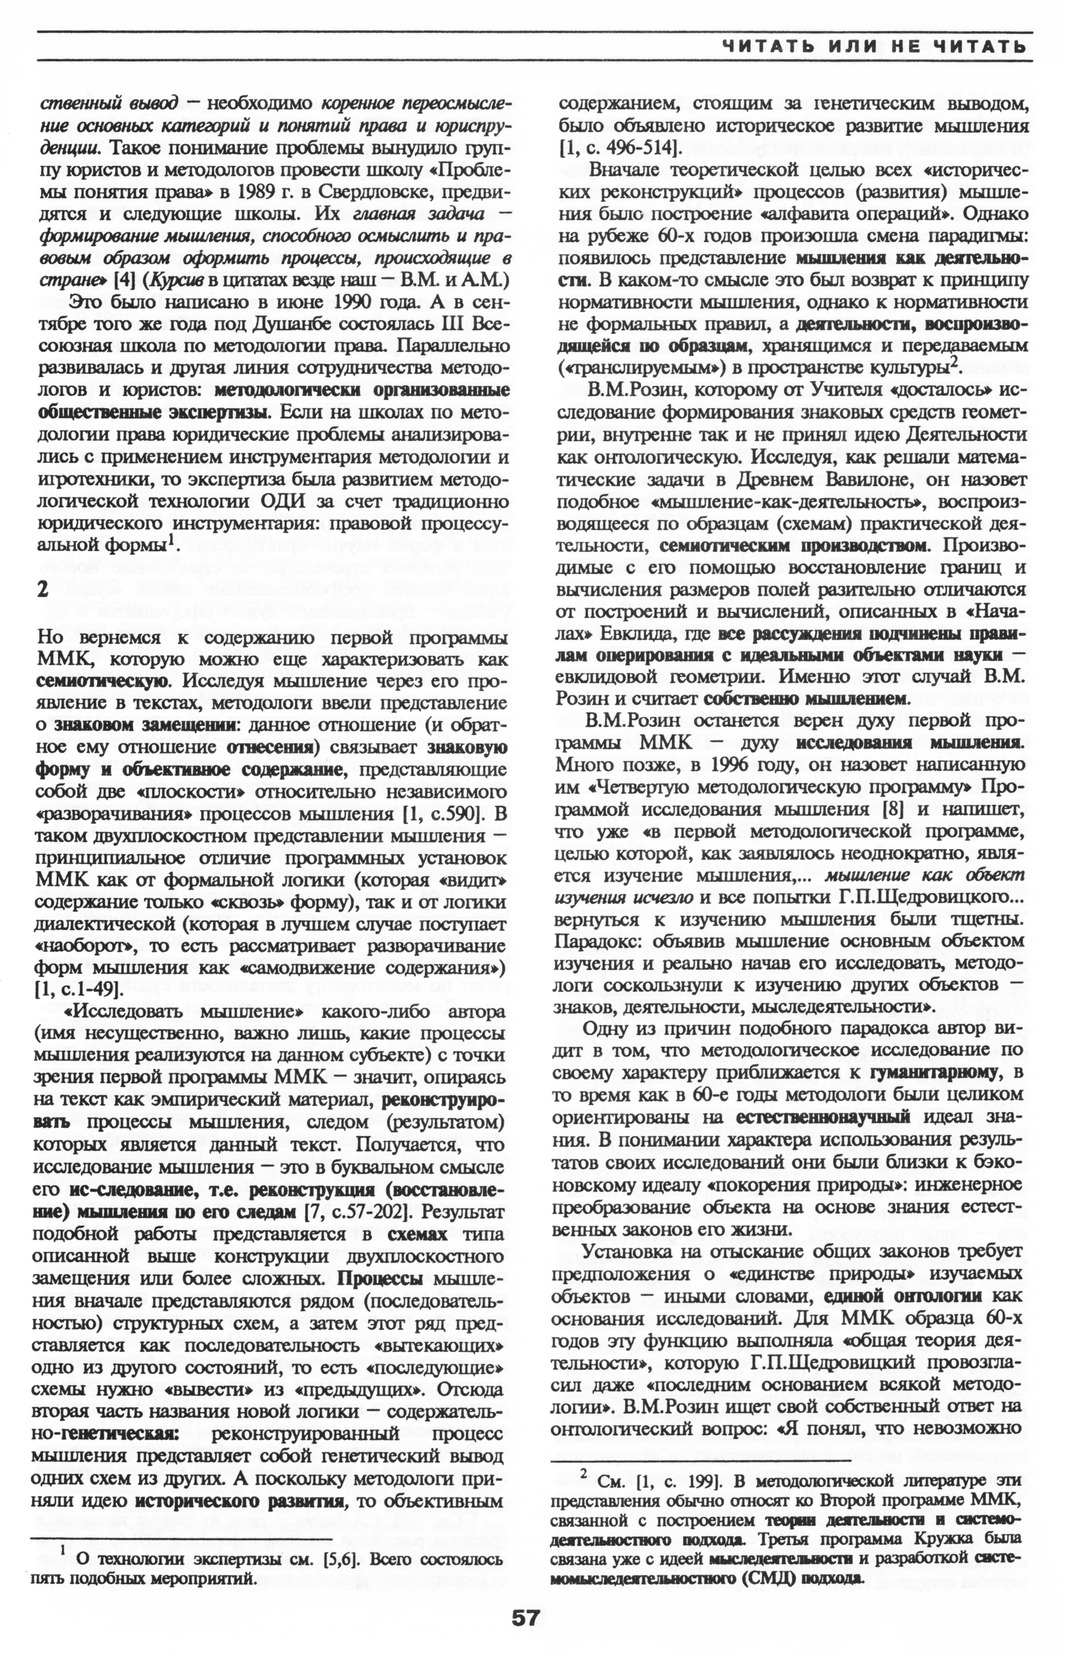 ЧИТАТЬ ИЛИ НЕ ЧИТАТЬ
ственный вывод — необходимо коренное переосмысле-
ние основных категорий и понятий права и юриспру-
денции. Такое понимание проблемы вынудило груп-
пу юристов и методологов провести школу «Пробле-
мы понятия права» в 1989 г. в Свердловске, предви-
дятся и следующие школы. Их главная задача —
формирование мышления, способного осмыслить и пра-
вовым образом оформить процессы, происходящие в
стране» [4] (Курсив в цитатах везде наш — В.М. и А.М.)
Это было написано в июне 1990 года. А в сен-
тябре того же года под Душанбе состоялась III Все-
союзная школа по методологии права. Параллельно
развивалась и другая линия сотрудничества методо-
логов и юристов: методологически организованные
общественные экспертизы. Если на школах по мето-
дологии права юридические проблемы анализирова-
лись с применением инструментария методологии и
игротехники, то экспертиза была развитием методо-
логической технологии ОДИ за счет традиционно
юридического инструментария: правовой процессу-
альной формы¹.
2
Но вернемся к содержанию первой программы
ММК, которую можно еще характеризовать как
семиотическую. Исследуя мышление через его про-
явление в текстах, методологи ввели представление
о знаковом замещении: данное отношение (и обрат-
ное ему отношение отнесения) связывает знаковую
форму и объективное содержание, представляющие
собой две «плоскости» относительно независимого
«разворачивания» процессов мышления [1, с.590]. В
таком двухплоскостном представлении мышления —
принципиальное отличие программных установок
ММК как от формальной логики (которая «видит»
содержание только «сквозь» форму), так и от логики
диалектической (которая в лучшем случае поступает
«наоборот», то есть рассматривает разворачивание
форм мышления как «самодвижение содержания»)
[1, с.1-49].
«Исследовать мышление» какого-либо автора
(имя несущественно, важно лишь, какие процессы
мышления реализуются на данном субъекте) с точки
зрения первой программы ММК — значит, опираясь
на текст как эмпирический материал, реконструиро-
вать процессы мышления, следом (результатом)
которых является данный текст. Получается, что
исследование мышления — это в буквальном смысле
его ис-следование, т.е. реконструкция (восстановле-
ние) мышления по его следам [7, с.57-202]. Результат
подобной работы представляется в схемах типа
описанной выше конструкции двухплоскостного
замещения или более сложных. Процессы мышле-
ния вначале представляются рядом (последователь-
ностью) структурных схем, а затем этот ряд пред-
ставляется как последовательность «вытекающих»
одно из другого состояний, то есть «последующие»
схемы нужно «вывести» из «предыдущих». Отсюда
вторая часть названия новой логики — содержатель-
но-генетическая: реконструированный процесс
мышления представляет собой генетический вывод
одних схем из других. А поскольку методологи при-
няли идею исторического развития, то объективным
¹ О технологии экспертизы см. [5,6]. Всего состоялось
пять подобных мероприятий.
содержанием, стоящим за генетическим выводом,
было объявлено историческое развитие мышления
[1, с. 496-514].
Вначале теоретической целью всех «историчес-
ких реконструкций» процессов (развития) мышле-
ния было построение «алфавита операций». Однако
на рубеже 60-х годов произошла смена парадигмы:
появилось представление мышления как деятельно-
сти. В каком-то смысле это был возврат к принципу
нормативности мышления, однако к нормативности
не формальных правил, а деятельности, воспроизво-
дящейся по образцам, хранящимся и передаваемым
(«транслируемым») в пространстве культуры².
В.М.Розин, которому от Учителя «досталось» ис-
следование формирования знаковых средств геомет-
рии, внутренне так и не принял идею Деятельности
как онтологическую. Исследуя, как решали матема-
тические задачи в Древнем Вавилоне, он назовет
подобное «мышление-как-деятельность», воспроиз-
водящееся по образцам (схемам) практической дея-
тельности, семиотическим производством. Произво-
димые с его помощью восстановление границ и
вычисления размеров полей разительно отличаются
от построений и вычислений, описанных в «Нача-
лах» Евклида, где все рассуждения подчинены прави-
лам оперирования с идеальными объектами науки —
евклидовой геометрии. Именно этот случай В.М.
Розин и считает собственно мышлением.
В.М.Розин останется верен духу первой про-
граммы ММК — духу исследования мышления.
Много позже, в 1996 году, он назовет написанную
им «Четвертую методологическую программу» Про-
граммой исследования мышления [8] и напишет,
что уже «в первой методологической программе,
целью которой, как заявлялось неоднократно, явля-
ется изучение мышления,... мышление как объект
изучения исчезло и все попытки Г.П.Щедровицкого...
вернуться к изучению мышления были тщетны.
Парадокс: объявив мышление основным объектом
изучения и реально начав его исследовать, методо-
логи соскользнули к изучению других объектов —
знаков, деятельности, мыследеятельности».
Одну из причин подобного парадокса автор ви-
дит в том, что методологическое исследование по
своему характеру приближается к гуманитарному, в
то время как в 60-е годы методологи были целиком
ориентированы на естественнонаучный идеал зна-
ния. В понимании характера использования резуль-
татов своих исследований они были близки к бэко-
новскому идеалу «покорения природы»: инженерное
преобразование объекта на основе знания естест-
венных законов его жизни.
Установка на отыскание общих законов требует
предположения о «единстве природы» изучаемых
объектов — иными словами, единой онтологии как
основания исследований. Для ММК образца 60-х
годов эту функцию выполняла «общая теория дея-
тельности», которую Г.П.Щедровицкий провозгла-
сил даже «последним основанием всякой методо-
логии». В.М.Розин ищет свой собственный ответ на
онтологический вопрос: «Я понял, что невозможно
² См. [1, с. 199]. В методологической литературе эти
представления обычно относят ко Второй программе ММК,
связанной с построением теории деятельности и системо-
деятельностного подхода. Третья программа Кружка была
связана уже с идеей мыследеятельности и разработкой систе-
момыследеятельностного (СМД) подхода.
57